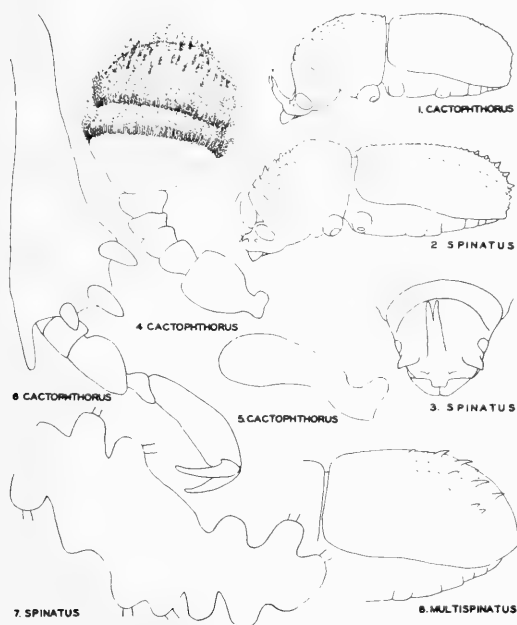 1. CACTOPHTHORUS
2 SPINATUS
4 CACTOPHTHORUS
3. SPINATUS
6 CACTOPHTHORUS
5. CACTOPHTHORUS
7. SPINATUS
8. MULTISPINATUS